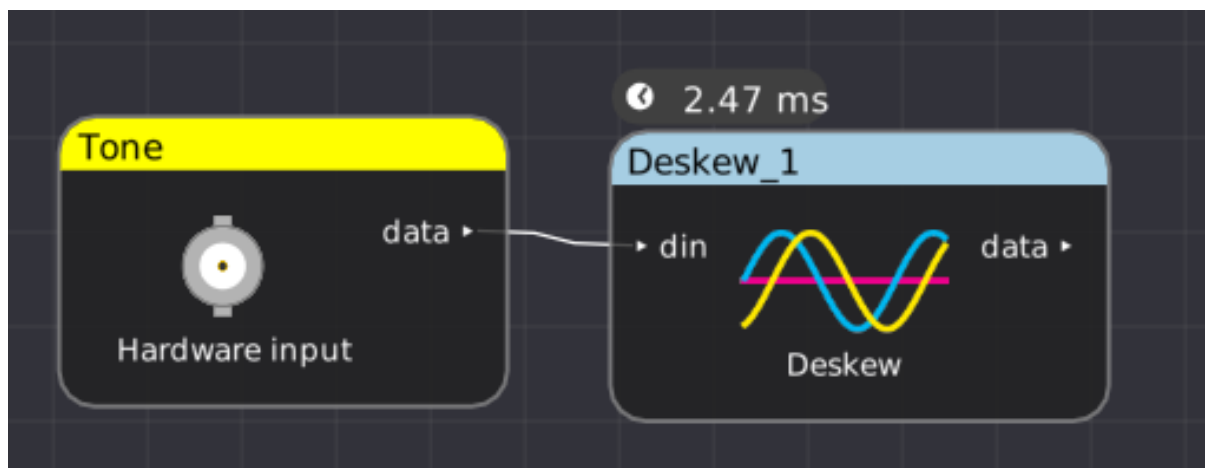 Tone
data
Hardware input
2.47 ms
Deskew_1
din
data
Deskew